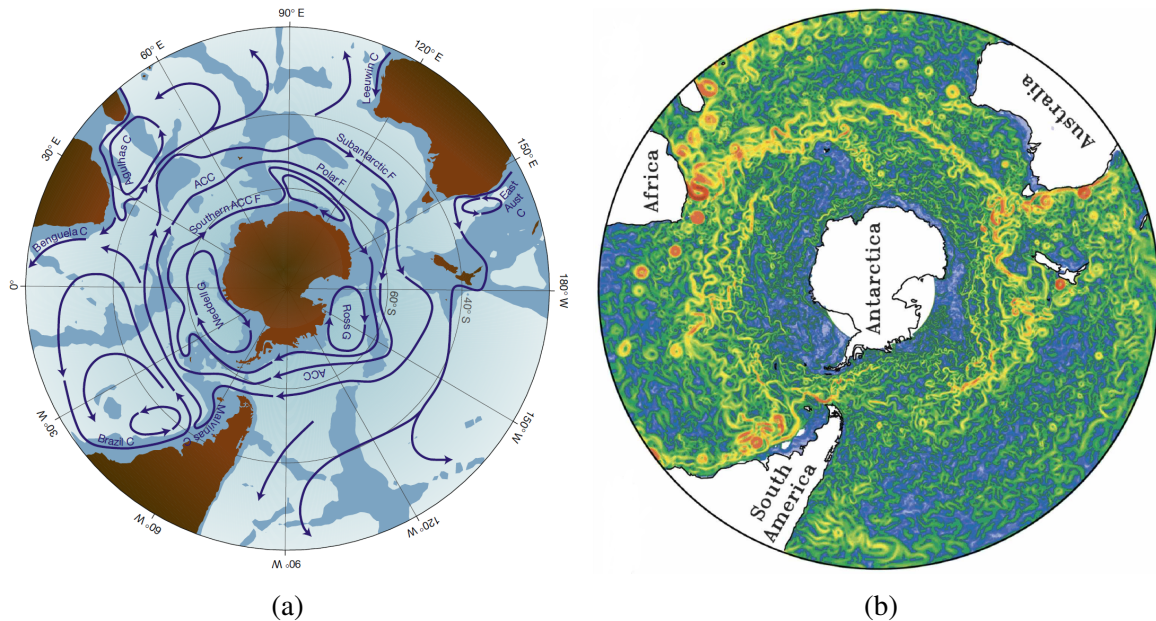 90° E
60° E
120° E
Leeuwin C
30° E
Agulhas C
150° E
Subantarctic F
ACC
Polar F
Southern ACC F
East
Aust
C
Benguela C
0°
Weddell G
60° S
40° S
180° W
Ross G
ACC
Malvinas C
30° W
Brazil C
150° W
60° W
120° W
90° W
(a)
Australia
Africa
Antarctica
South
America
(b)